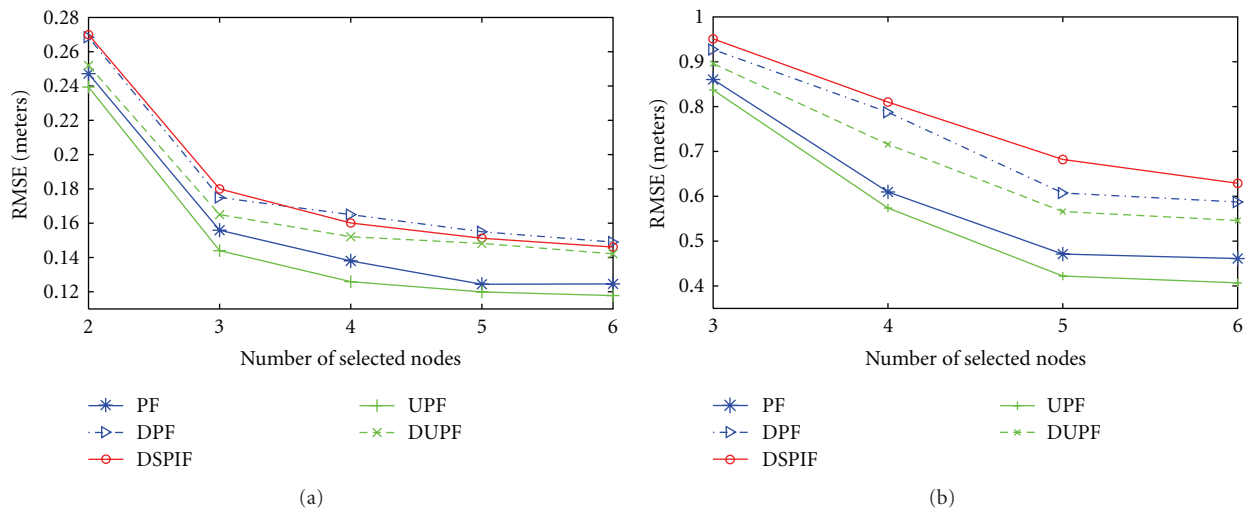 0.28
0.26
0.24
0.22
0.2
0.18
0.16
0.14
0.12
RMSE (meters)
2 3 4 5 6
Number of selected nodes
PF UPF
DPF DUPF
DSPIF
(a)
1
0.9
0.8
0.7
0.6
0.5
0.4
RMSE (meters)
3 4 5 6
Number of selected nodes
PF UPF
DPF DUPF
DSPIF
(b)